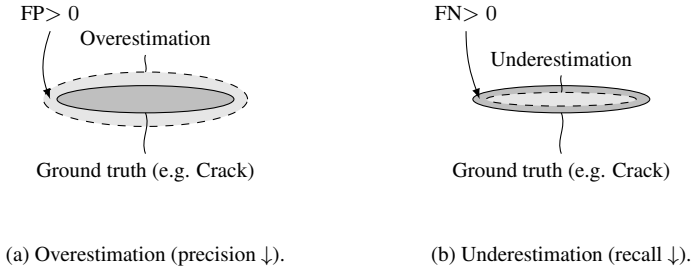 FP> 0
Overestimation
Ground truth (e.g. Crack)
(a) Overestimation (precision ↓).
FN> 0
Underestimation
Ground truth (e.g. Crack)
(b) Underestimation (recall ↓).